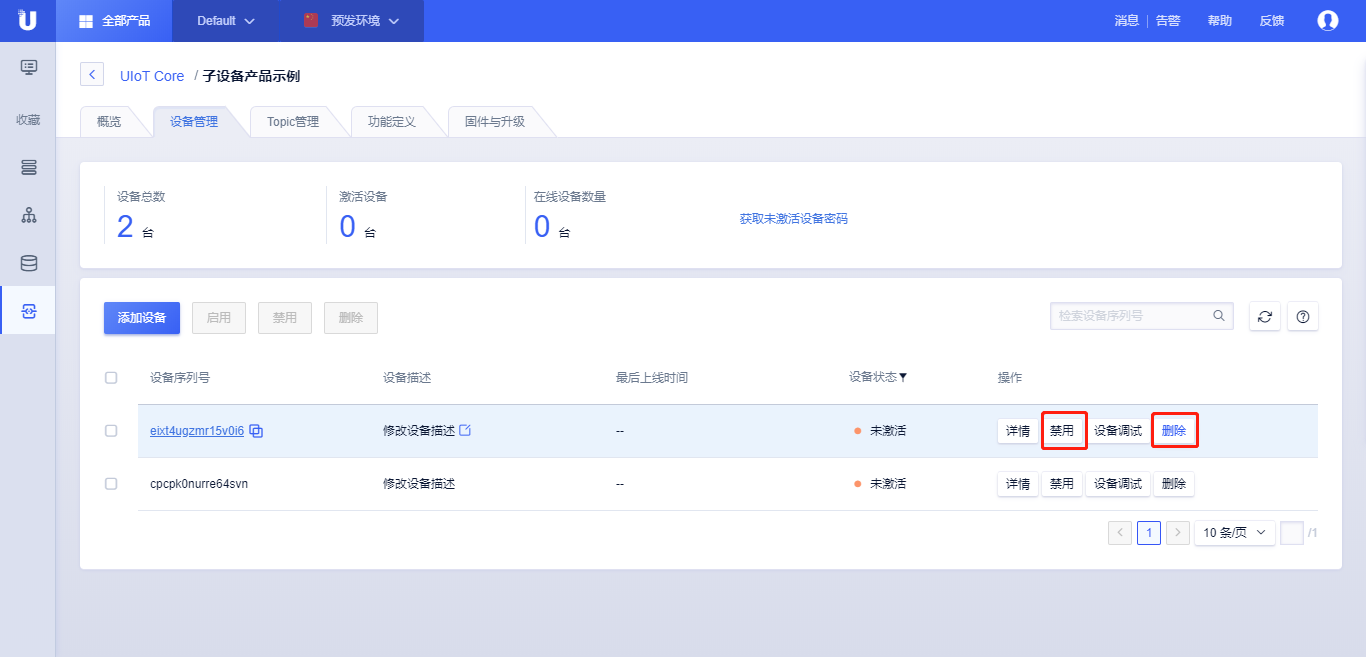 U 全部产品 Default 预发环境 消息 告警 帮助 反馈
UIoT Core / 子设备产品示例
收藏
概览 设备管理 Topic管理 功能定义 固件与升级
设备总数 激活设备 在线设备数量
2 台 0 台 0 台 获取未激活设备密码
添加设备 启用 禁用 删除 检索设备序列号
设备序列号 设备描述 最后上线时间 设备状态 操作
eixt4ugzmr15v0i6 修改设备描述 -- 未激活 详情 禁用 设备调试 删除
cpcpk0nurre64svn 修改设备描述 -- 未激活 详情 禁用 设备调试 删除
1 10 条/页 /1